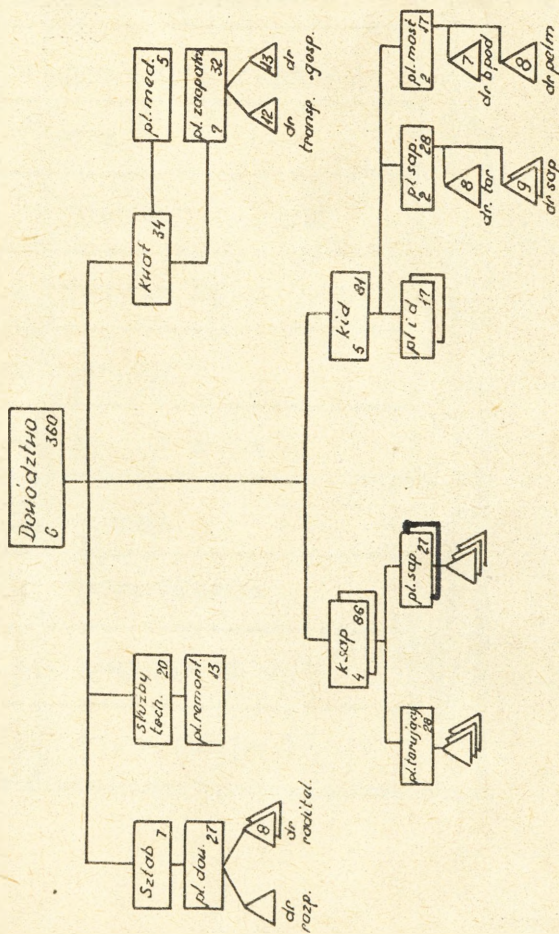 Dowództwo
6 360
Sztab
7
pl. dow.
27
dr
rozp.
8
dr
radiotel.
służby
tech. 20
pl. remont.
13
kwat
34
pl. med.
5
pl. zaopatrz
7 32
12
dr
transp.
13
dr
gosp.
k. sap
4 86
pl. torujący
28
pl. sap
27
k i d
5 81
pl i d
17
pl. sap.
2 28
8
dr. tor
9
dr sap
pl. most
2 17
7
dr b pod
8
dr pełm